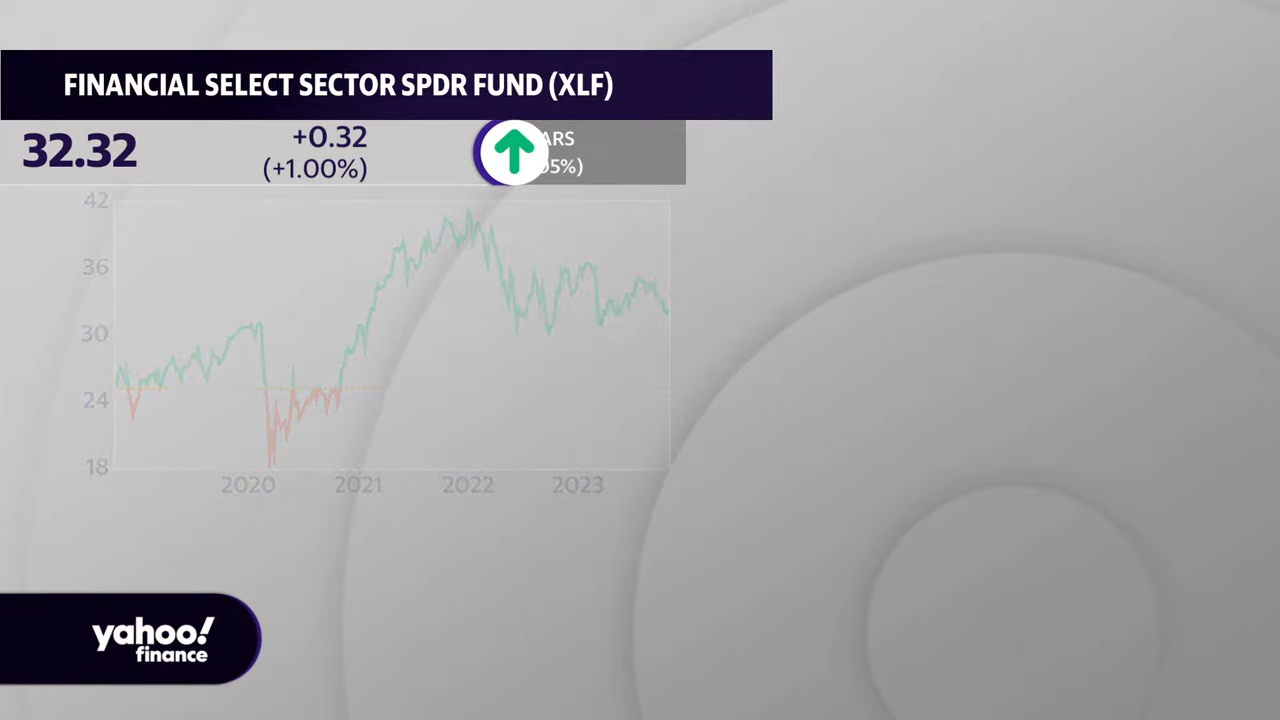 FINANCIAL SELECT SECTOR SPDR FUND (XLF)
32.32
+0.32
(+1.00%)
42
36
30
24
18
2020 2021 2022 2023
yahoo!
finance